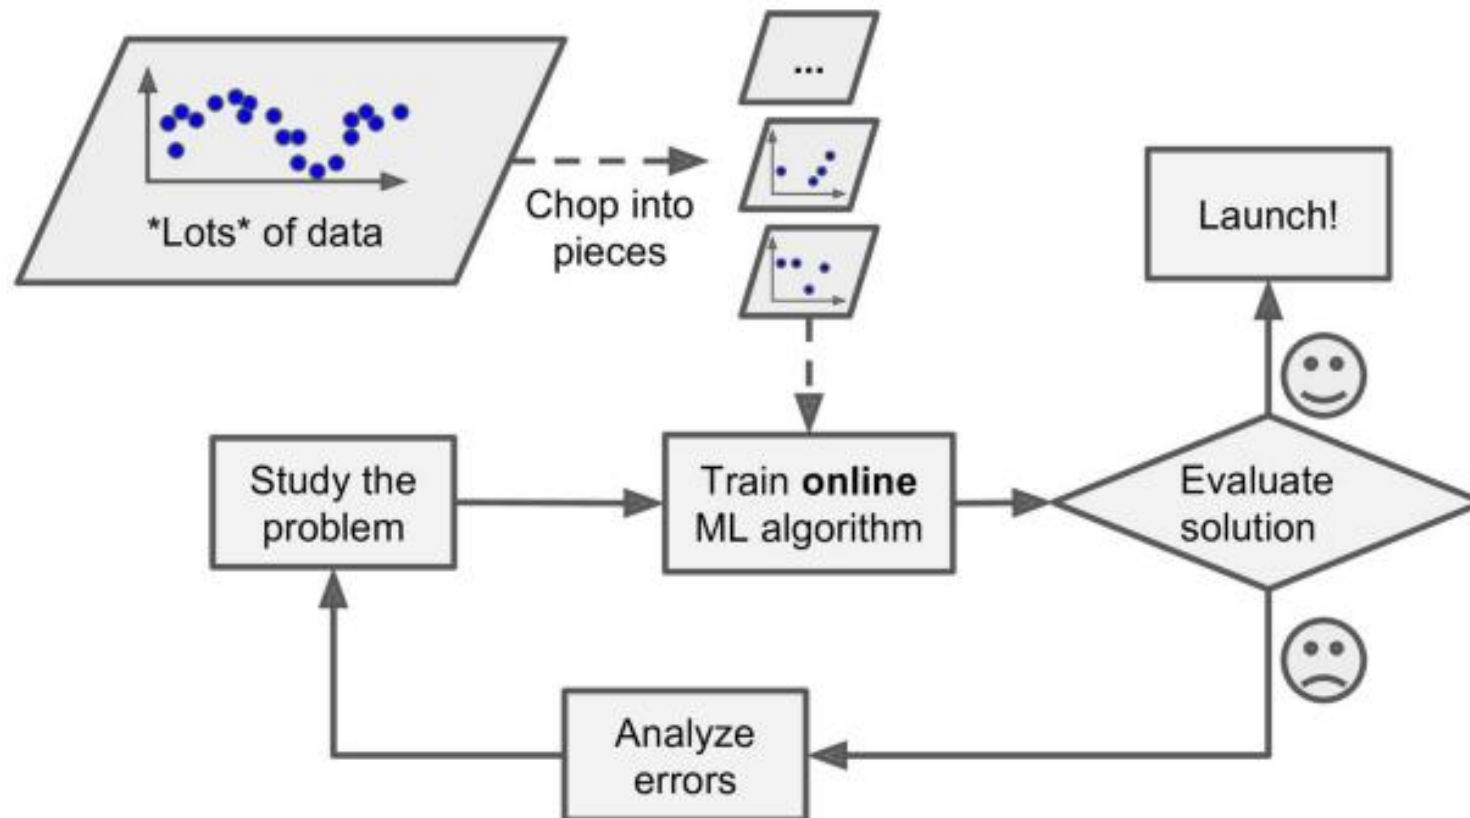 ...
*Lots* of data
Chop into
pieces
Launch!
Study the
problem
Train online
ML algorithm
Evaluate
solution
Analyze
errors